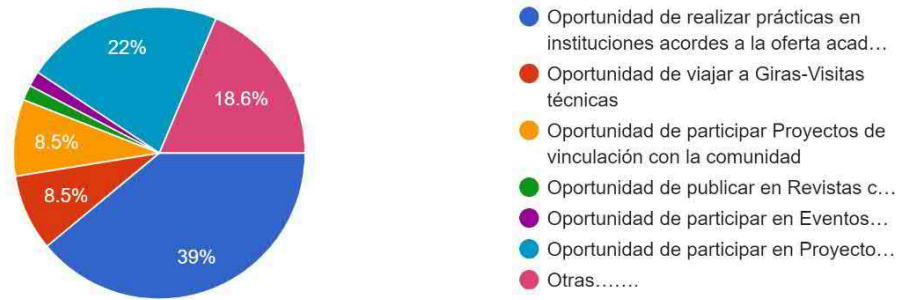 22%
18.6%
8.5%
8.5%
39%
Oportunidad de realizar prácticas en
instituciones acordes a la oferta acad…
Oportunidad de viajar a Giras-Visitas
técnicas
Oportunidad de participar Proyectos de
vinculación con la comunidad
Oportunidad de publicar en Revistas c…
Oportunidad de participar en Eventos…
Oportunidad de participar en Proyecto…
Otras…….